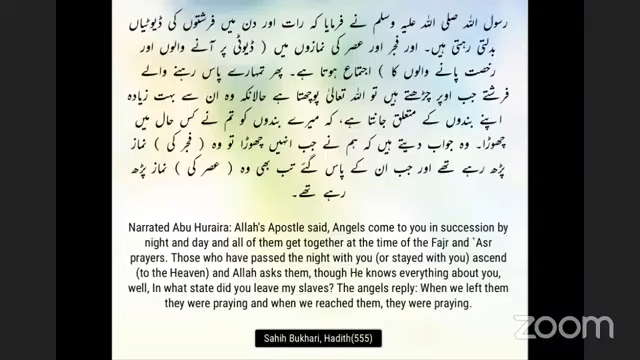 رسول اللہ صلی اللہ علیہ وسلم نے فرمایا کہ رات اور دن میں فرشتوں کی ڈیوٹیاں
بدلتی رہتی ہیں۔ اور فجر اور عصر کی نمازوں میں ( ڈیوٹی پر آنے والوں اور
رخصت پانے والوں کا ) اجتماع ہوتا ہے۔ پھر تمہارے پاس رہنے والے
فرشتے جب اوپر چڑھتے ہیں تو اللہ تعالیٰ پوچھتا ہے حالانکہ وہ ان سے بہت زیادہ
اپنے بندوں کے متعلق جانتا ہے، کہ میرے بندوں کو تم نے کس حال میں
چھوڑا۔ وہ جواب دیتے ہیں کہ ہم نے جب انہیں چھوڑا تو وہ ( فجر کی ) نماز
پڑھ رہے تھے اور جب ان کے پاس گئے تب بھی وہ ( عصر کی ) نماز پڑھ
رہے تھے۔
Narrated Abu Huraira: Allah's Apostle said, Angels come to you in succession by
night and day and all of them get together at the time of the Fajr and `Asr
prayers. Those who have passed the night with you (or stayed with you) ascend
(to the Heaven) and Allah asks them, though He knows everything about you,
well, In what state did you leave my slaves? The angels reply: When we left them
they were praying and when we reached them, they were praying.
Sahih Bukhari, Hadith(555)
zoom